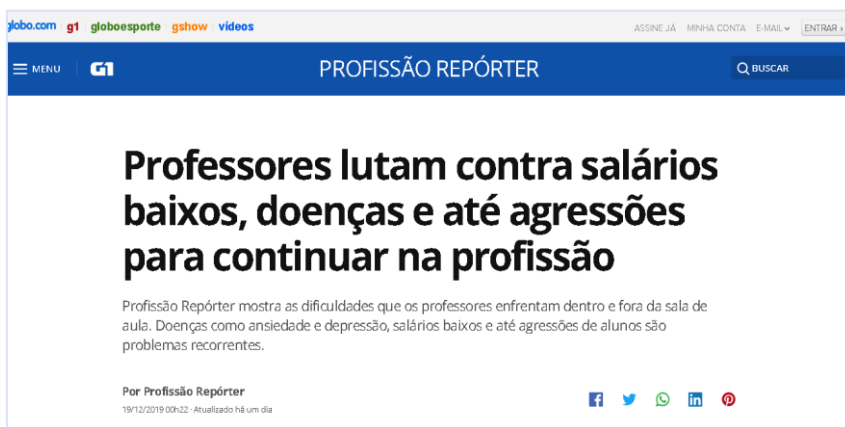 globo.com g1 globoesporte gshow vídeos ASSINE JÁ MINHA CONTA E-MAIL ENTRAR ›
MENU G1 PROFISSÃO REPÓRTER BUSCAR
Professores lutam contra salários
baixos, doenças e até agressões
para continuar na profissão
Profissão Repórter mostra as dificuldades que os professores enfrentam dentro e fora da sala de
aula. Doenças como ansiedade e depressão, salários baixos e até agressões de alunos são
problemas recorrentes.
Por Profissão Repórter
19/12/2019 00h22 · Atualizado há um dia